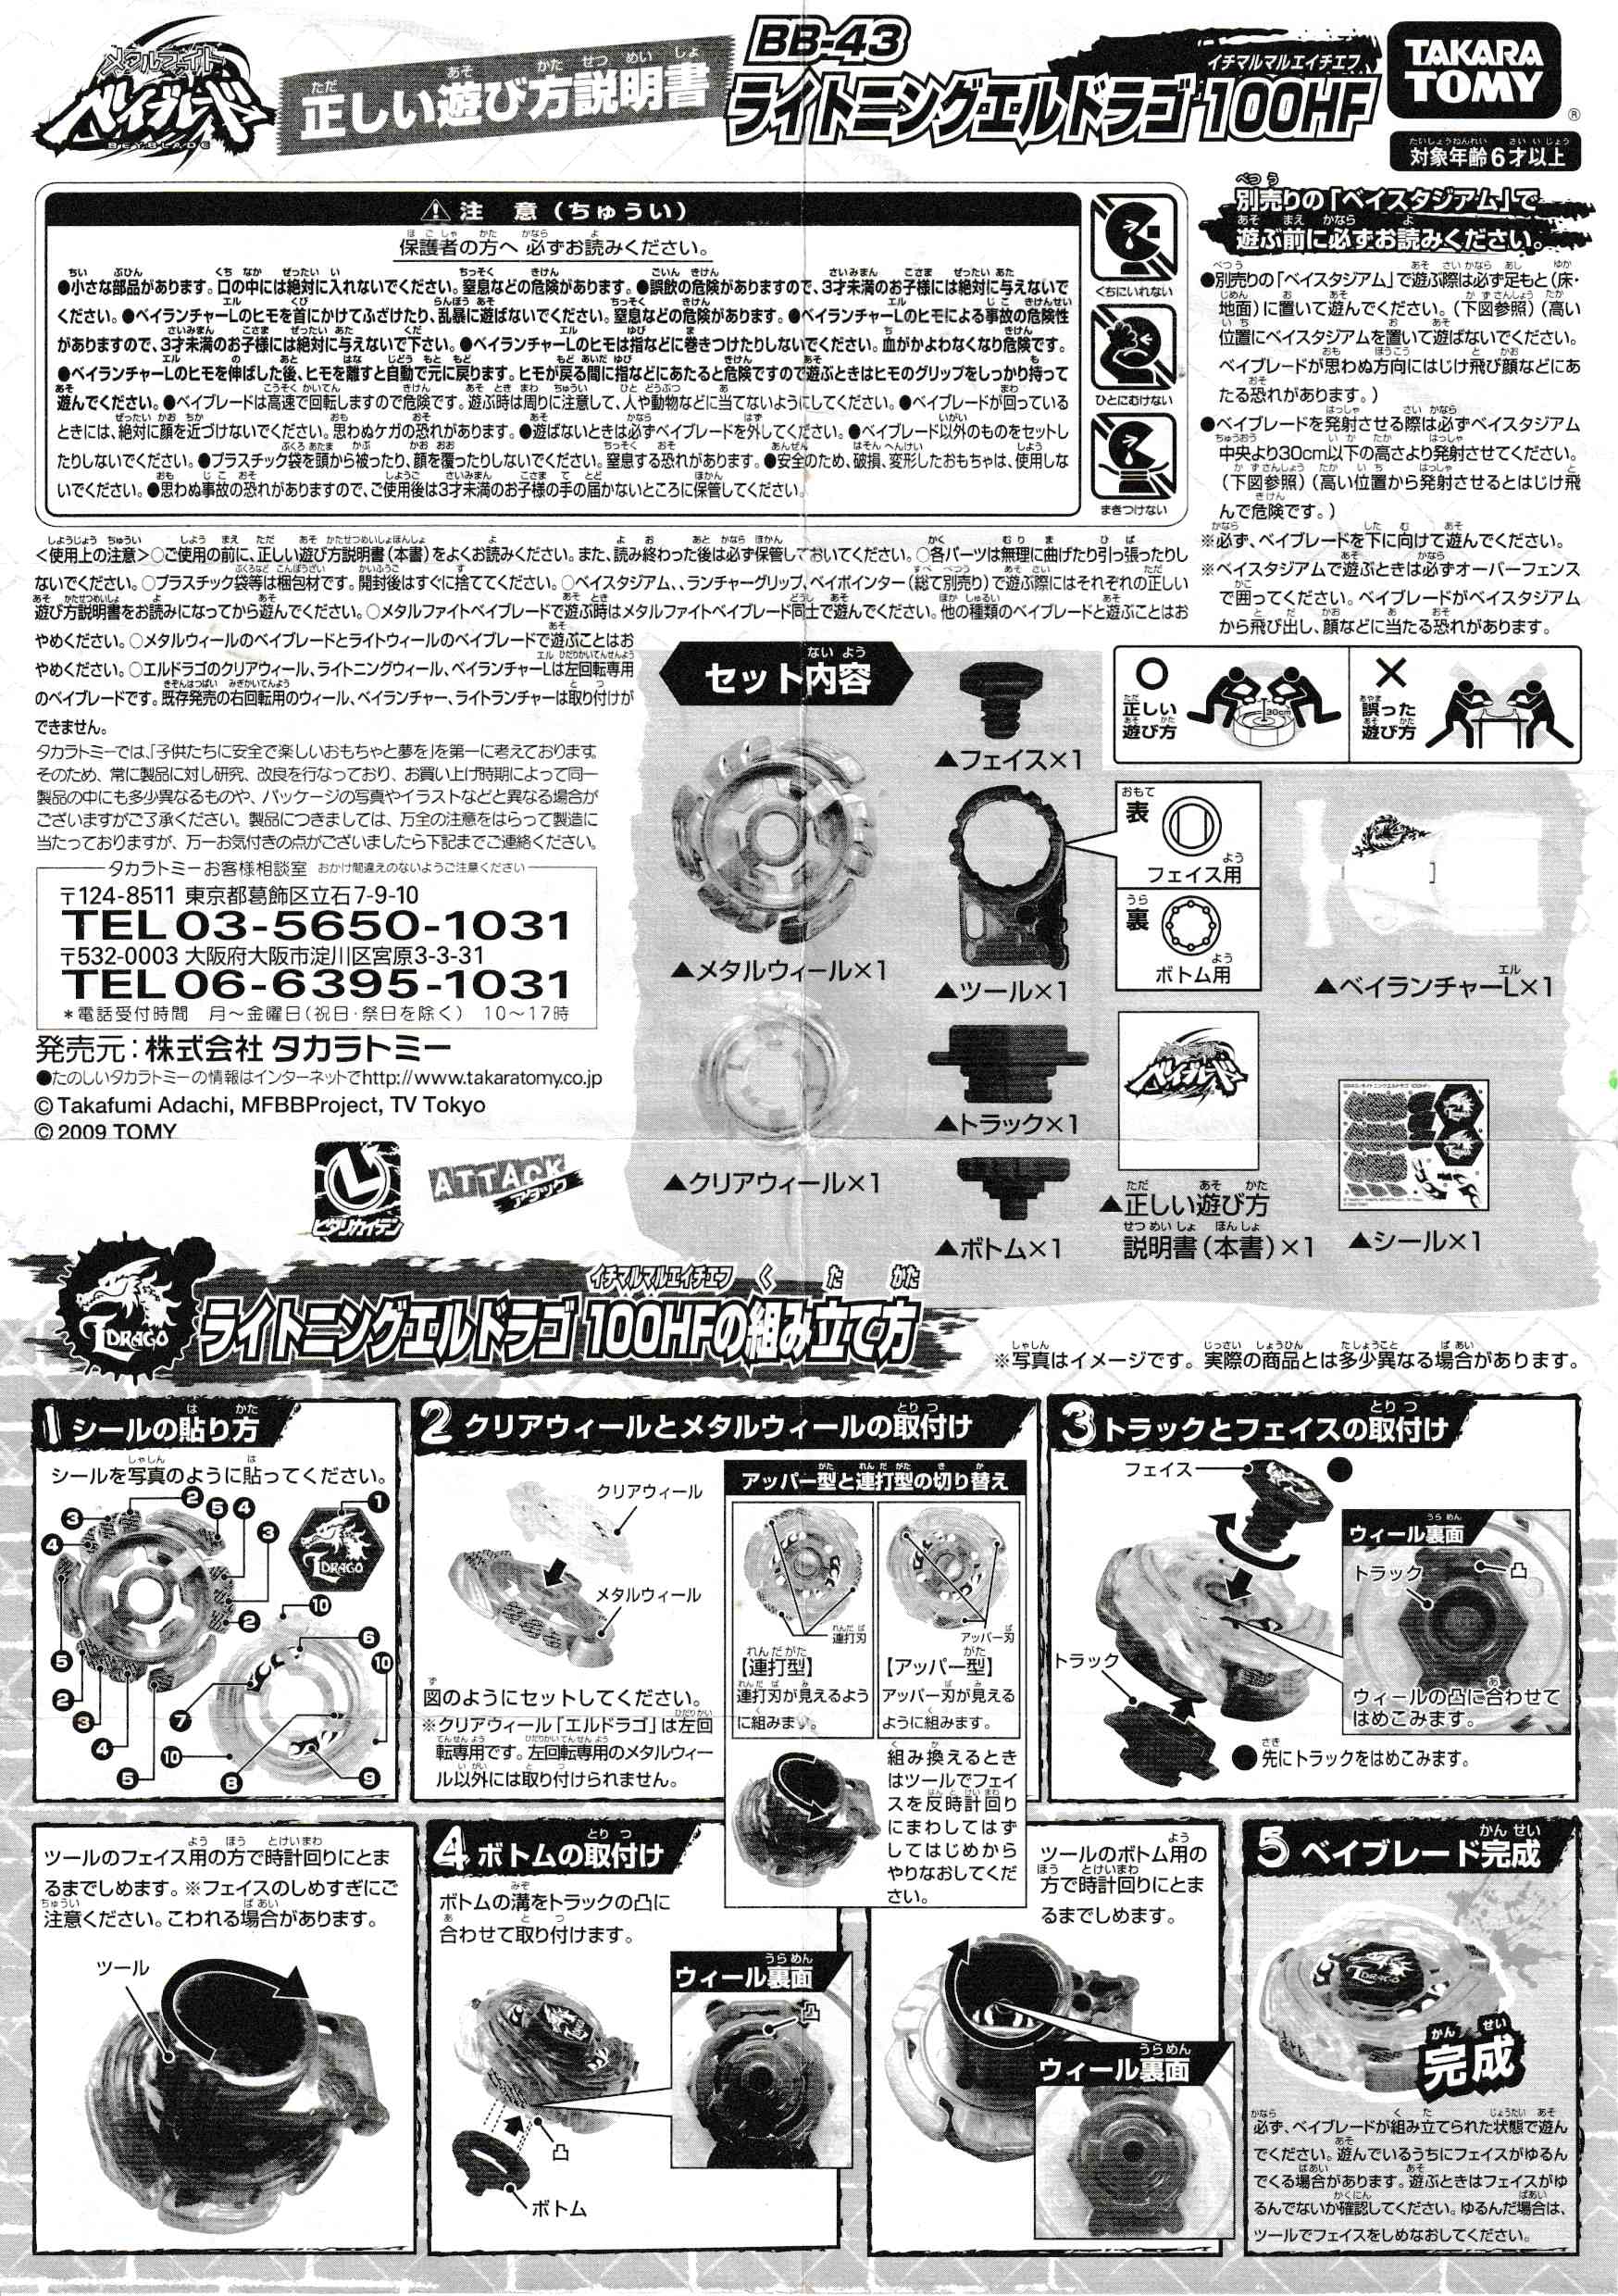 メタルファイト
ベイブレード
BEYBLADE
正しい遊び方説明書
BB-43
ライトニングエルドラゴ 100HF
イチマルマルエイチエフ
TAKARA
TOMY
®
対象年齢6才以上
⚠注 意(ちゅうい)
保護者の方へ 必ずお読みください。
●小さな部品があります。口の中には絶対に入れないでください。窒息などの危険があります。●誤飲の危険がありますので、3才未満のお子様には絶対に与えないで
ください。●ベイランチャーLのヒモを首にかけてふざけたり、乱暴に遊ばないでください。窒息などの危険があります。●ベイランチャーLのヒモによる事故の危険性
がありますので、3才未満のお子様には絶対に与えないで下さい。●ベイランチャーLのヒモは指などに巻きつけたりしないでください。血がかよわなくなり危険です。
●ベイランチャーLのヒモを伸ばした後、ヒモを離すと自動で元に戻ります。ヒモが戻る間に指などにあたると危険ですので遊ぶときはヒモのグリップをしっかり持って
遊んでください。●ベイブレードは高速で回転しますので危険です。遊ぶ時は周りに注意して、人や動物などに当てないようにしてください。●ベイブレードが回っている
ときには、絶対に顔を近づけないでください。思わぬケガの恐れがあります。●遊ばないときは必ずベイブレードを外してください。●ベイブレード以外のものをセットし
たりしないでください。●プラスチック袋を頭から被ったり、顔を覆ったりしないでください。窒息する恐れがあります。●安全のため、破損、変形したおもちゃは、使用しな
いでください。●思わぬ事故の恐れがありますので、ご使用後は3才未満のお子様の手の届かないところに保管してください。
くちにいれない
ひとにむけない
まきつけない
別売りの「ベイスタジアム」で
遊ぶ前に必ずお読みください。
●別売りの「ベイスタジアム」で遊ぶ際は必ず足もと(床・
地面)に置いて遊んでください。(下図参照)(高い
位置にベイスタジアムを置いて遊ばないでください。
ベイブレードが思わぬ方向にはじけ飛び顔などにあ
たる恐れがあります。)
●ベイブレードを発射させる際は必ずベイスタジアム
中央より30cm以下の高さより発射させてください。
(下図参照)(高い位置から発射させるとはじけ飛
んで危険です。)
※必ず、ベイブレードを下に向けて遊んでください。
※ベイスタジアムで遊ぶときは必ずオーバーフェンス
で囲ってください。ベイブレードがベイスタジアム
から飛び出し、顔などに当たる恐れがあります。
<使用上の注意>○ご使用の前に、正しい遊び方説明書(本書)をよくお読みください。また、読み終わった後は必ず保管しておいてください。○各パーツは無理に曲げたり引っ張ったりし
ないでください。○プラスチック袋等は梱包材です。開封後はすぐに捨ててください。○ベイスタジアム、、ランチャーグリップ、ベイポインター(総て別売り)で遊ぶ際にはそれぞれの正しい
遊び方説明書をお読みになってから遊んでください。○メタルファイトベイブレードで遊ぶ時はメタルファイトベイブレード同士で遊んでください。他の種類のベイブレードと遊ぶことはお
やめください。○メタルウィールのベイブレードとライトウィールのベイブレードで遊ぶことはお
やめください。○エルドラゴのクリアウィール、ライトニングウィール、ベイランチャーLは左回転専用
のベイブレードです。既存発売の右回転用のウィール、ベイランチャー、ライトランチャーは取り付けが
できません。
タカラトミーでは、「子供たちに安全で楽しいおもちゃと夢を」を第一に考えております。
そのため、常に製品に対し研究、改良を行なっており、お買い上げ時期によって同一
製品の中にも多少異なるものや、パッケージの写真やイラストなどと異なる場合が
ございますがご了承ください。製品につきましては、万全の注意をはらって製造に
当たっておりますが、万一お気付きの点がございましたら下記までご連絡ください。
タカラトミーお客様相談室 おかけ間違えのないようご注意ください
〒124-8511 東京都葛飾区立石7-9-10
TEL 03-5650-1031
〒532-0003 大阪府大阪市淀川区宮原3-3-31
TEL 06-6395-1031
*電話受付時間 月〜金曜日(祝日・祭日を除く) 10〜17時
発売元:株式会社 タカラトミー
●たのしいタカラトミーの情報はインターネットでhttp://www.takaratomy.co.jp
© Takafumi Adachi, MFBBProject, TV Tokyo
© 2009 TOMY
ヒダリカイテン
ATTACK
アタック
セット内容
▲フェイス×1
▲メタルウィール×1
▲ツール×1
表
フェイス用
裏
ボトム用
▲ベイランチャーL×1
▲トラック×1
▲クリアウィール×1
▲ボトム×1
▲正しい遊び方
説明書(本書)×1
▲シール×1
○
正しい
遊び方
30cm
×
誤った
遊び方
L DRAGO
ライトニングエルドラゴ 100HFの組み立て方
イチマルマルエイチエフ
※写真はイメージです。実際の商品とは多少異なる場合があります。
1 シールの貼り方
シールを写真のように貼ってください。
1
2
3
4
5
6
7
8
9
10
2 クリアウィールとメタルウィールの取付け
クリアウィール
メタルウィール
図のようにセットしてください。
※クリアウィール「エルドラゴ」は左回
転専用です。左回転専用のメタルウィー
ル以外には取り付けられません。
アッパー型と連打型の切り替え
連打刃
【連打型】
連打刃が見えるよう
に組みます。
アッパー刃
【アッパー型】
アッパー刃が見える
ように組みます。
組み換えるとき
はツールでフェイ
スを反時計回り
にまわしてはず
してはじめから
やりなおしてくだ
さい。
3 トラックとフェイスの取付け
フェイス
トラック
ウィール裏面
トラック
凸
ウィールの凸に合わせて
はめこみます。
先にトラックをはめこみます。
ツールのフェイス用の方で時計回りにとま
るまでしめます。※フェイスのしめすぎにご
注意ください。こわれる場合があります。
ツール
4 ボトムの取付け
ボトムの溝をトラックの凸に
合わせて取り付けます。
ウィール裏面
凸
凸
ボトム
ツールのボトム用の
方で時計回りにとま
るまでしめます。
ウィール裏面
5 ベイブレード完成
完成
必ず、ベイブレードが組み立てられた状態で遊ん
でください。遊んでいるうちにフェイスがゆるん
でくる場合があります。遊ぶときはフェイスがゆ
るんでないか確認してください。ゆるんだ場合は、
ツールでフェイスをしめなおしてください。